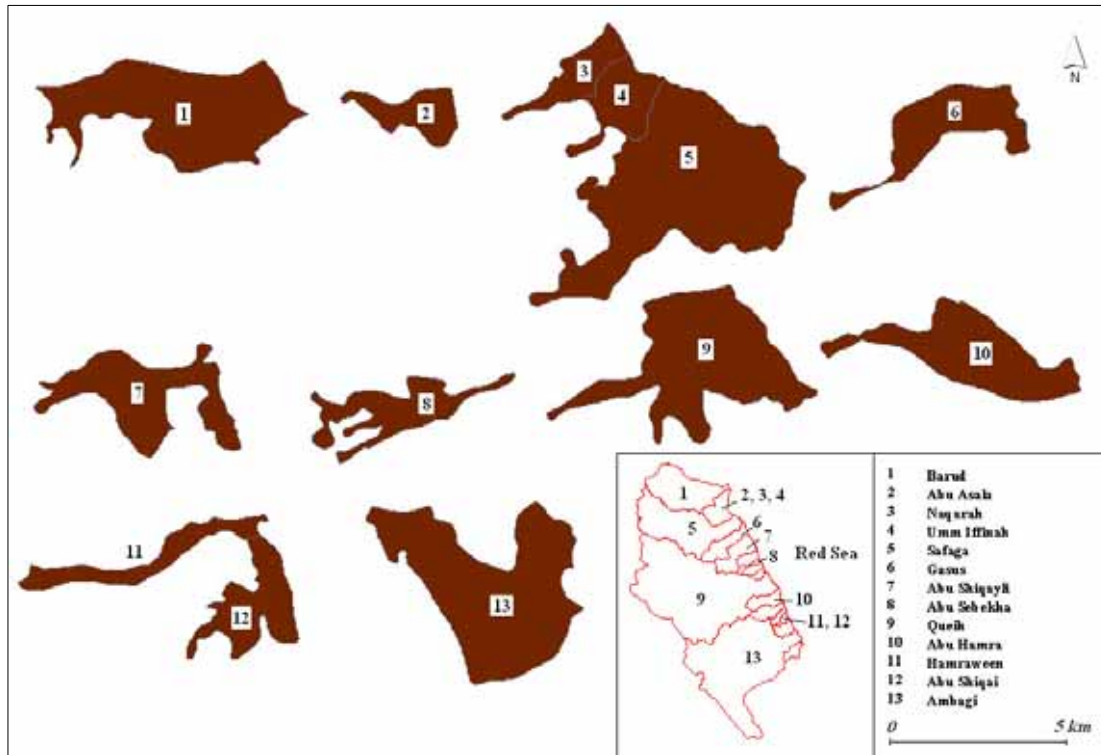 3
4
1
2
5
6
N
7
8
9
10
11
12
13
1
2, 3, 4
5
6
7
8
Red Sea
9
10
11, 12
13
1 Barud
2 Abu Asala
3 Naqarah
4 Umm Iffinah
5 Safaga
6 Gasus
7 Abu Shiqayli
8 Abu Sebekha
9 Queih
10 Abu Hamra
11 Hamraween
12 Abu Shiqai
13 Ambagi
0 5 km